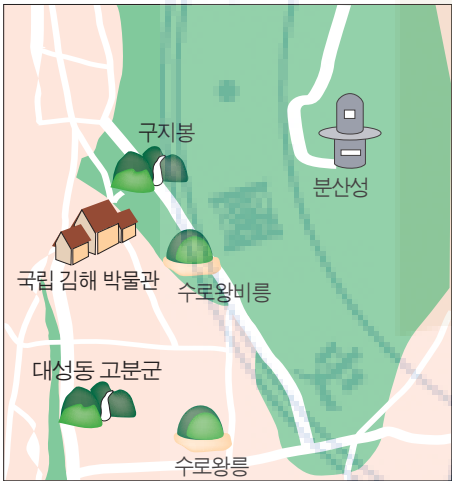 구지봉
분산성
국립 김해 박물관
수로왕비릉
대성동 고분군
수로왕릉